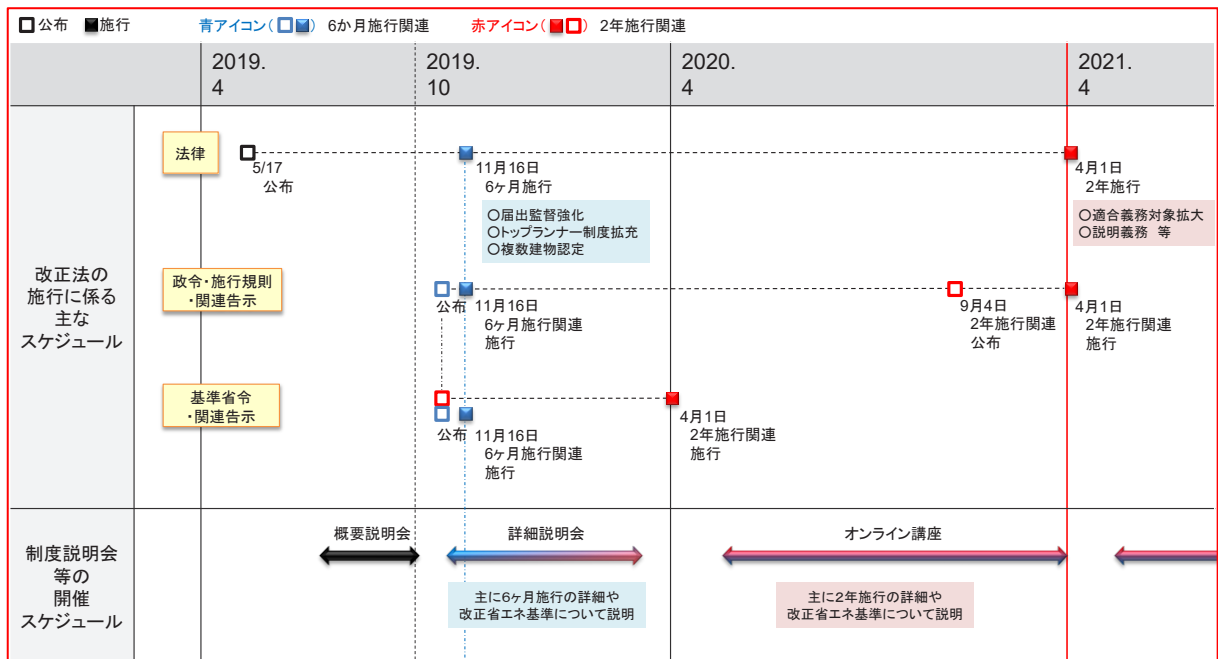 公布 施行 青アイコン( ) 6か月施行関連 赤アイコン( ) 2年施行関連
2019.
4
2019.
10
2020.
4
2021.
4
改正法の
施行に係る
主な
スケジュール
法律
5/17
公布
11月16日
6ヶ月施行
○届出監督強化
○トップランナー制度拡充
○複数建物認定
4月1日
2年施行
○適合義務対象拡大
○説明義務 等
政令・施行規則
・関連告示
公布
11月16日
6ヶ月施行関連
施行
9月4日
2年施行関連
公布
4月1日
2年施行関連
施行
基準省令
・関連告示
公布
11月16日
6ヶ月施行関連
施行
4月1日
2年施行関連
施行
制度説明会
等の
開催
スケジュール
概要説明会
詳細説明会
主に6ヶ月施行の詳細や
改正省エネ基準について説明
オンライン講座
主に2年施行の詳細や
改正省エネ基準について説明